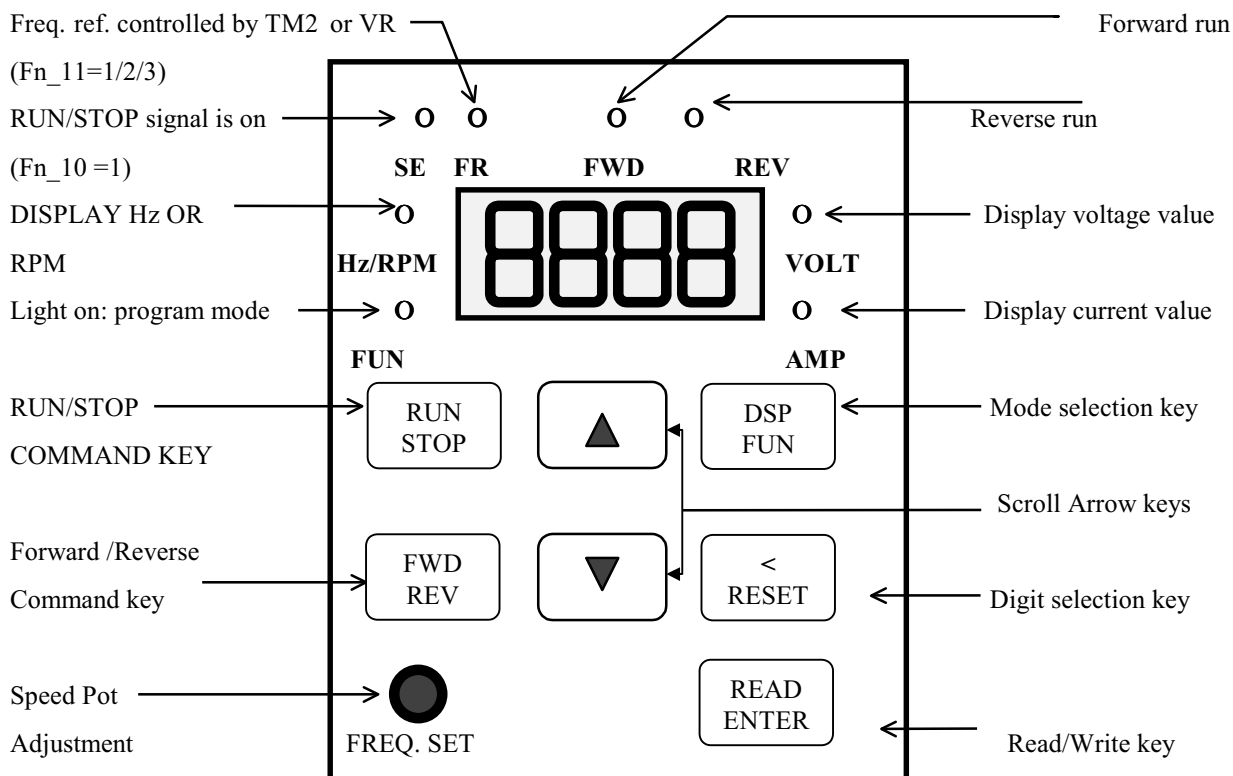 Freq. ref. controlled by TM2 or VR
(Fn_11=1/2/3)
RUN/STOP signal is on
(Fn_10 =1)
DISPLAY Hz OR
RPM
Light on: program mode
RUN/STOP
COMMAND KEY
Forward /Reverse
Command key
Speed Pot
Adjustment
SE FR FWD REV
8888
Hz/RPM
VOLT
FUN
AMP
RUN
STOP
▲
DSP
FUN
FWD
REV
▼
<
RESET
FREQ. SET
READ
ENTER
Forward run
Reverse run
Display voltage value
Display current value
Mode selection key
Scroll Arrow keys
Digit selection key
Read/Write key